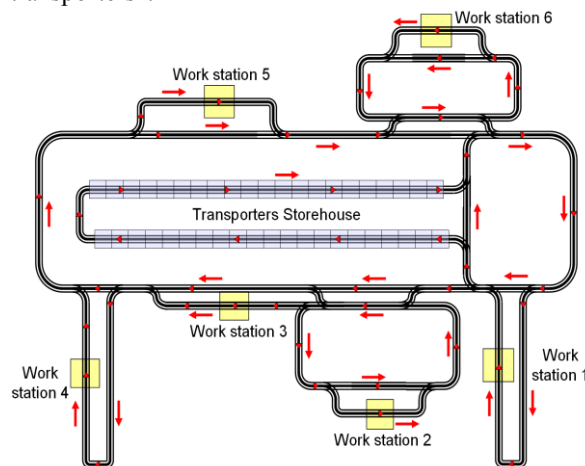 Work station 6
Work station 5
Transporters Storehouse
Work station 3
Work
station 4
Work
station 1
Work station 2